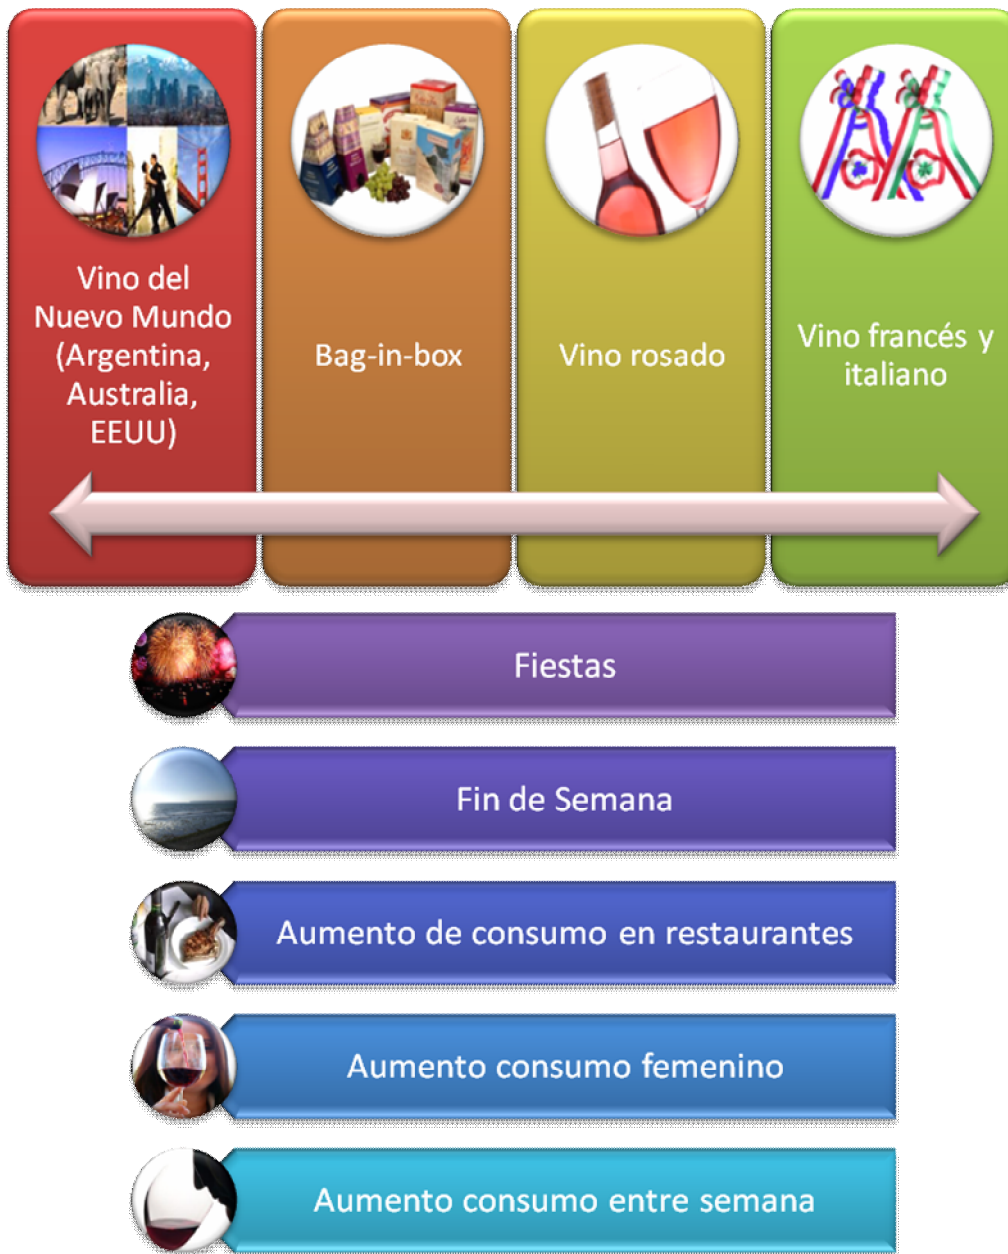 Vino del
Nuevo Mundo
(Argentina,
Australia,
EEUU)
Bag-in-box
Vino rosado
Vino francés y
italiano
Fiestas
Fin de Semana
Aumento de consumo en restaurantes
Aumento consumo femenino
Aumento consumo entre semana